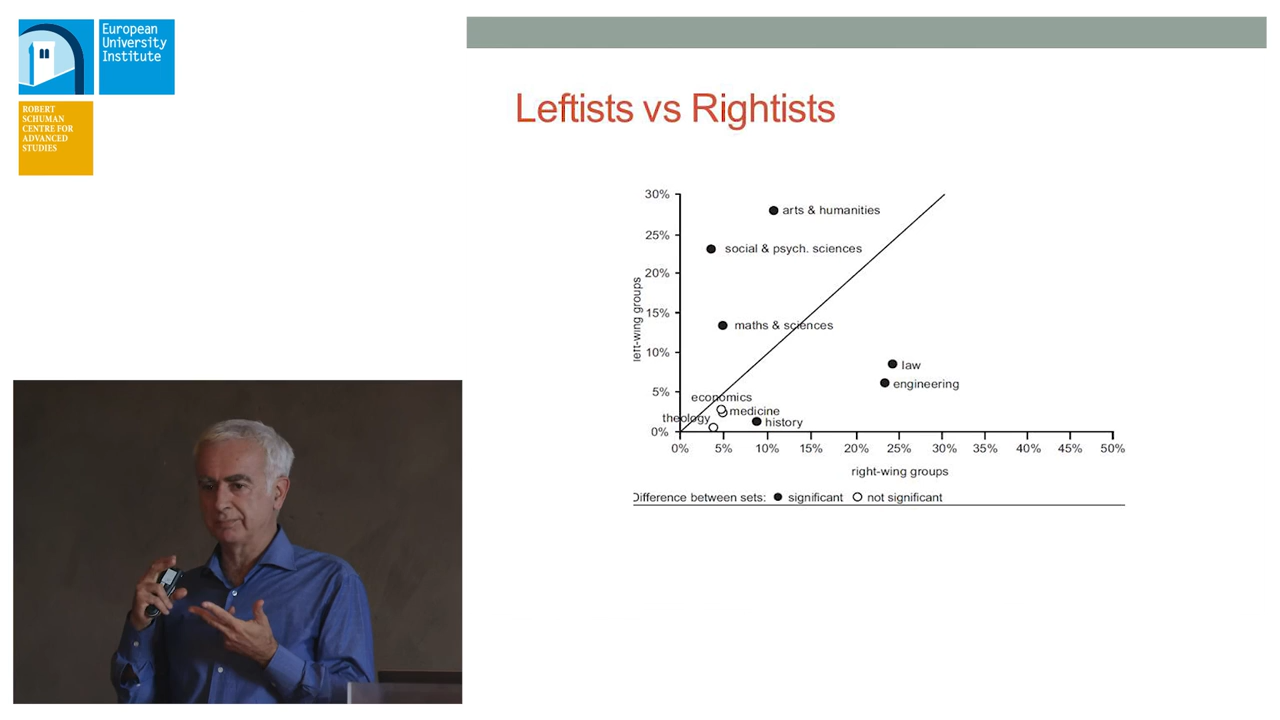 European
University
Institute
ROBERT
SCHUMAN
CENTRE FOR
ADVANCED
STUDIES
Leftists vs Rightists
30%
25%
20%
15%
10%
5%
0%
left-wing groups
arts & humanities
social & psych. sciences
maths & sciences
law
engineering
economics
medicine
theology
history
0% 5% 10% 15% 20% 25% 30% 35% 40% 45% 50%
right-wing groups
Difference between sets: significant not significant